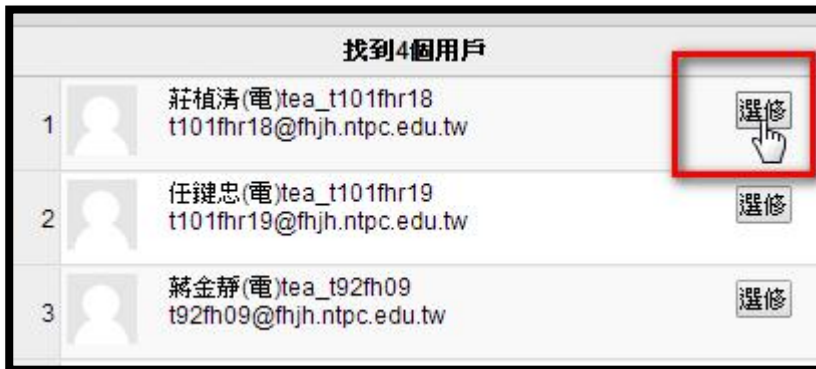 找到4個用戶
1
莊楨清(電)tea_t101fhr18
t101fhr18@fhjh.ntpc.edu.tw
選修
2
任鍵忠(電)tea_t101fhr19
t101fhr19@fhjh.ntpc.edu.tw
選修
3
蔣金靜(電)tea_t92fh09
t92fh09@fhjh.ntpc.edu.tw
選修